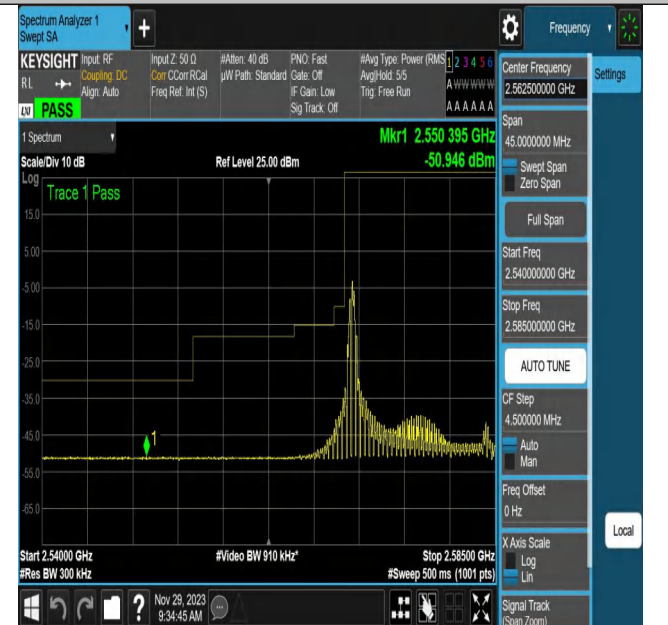 Spectrum Analyzer 1
Swept SA
+
Frequency
KEYSIGHT
RL
LXI
PASS
Input: RF
Coupling: DC
Align: Auto
Input Z: 50 Ω
Corr CCorr RCal
Freq Ref: Int (S)
#Atten: 40 dB
µW Path: Standard
PNO: Fast
Gate: Off
IF Gain: Low
Sig Track: Off
#Avg Type: Power (RMS
Avg|Hold: 5/5
Trig: Free Run
1 2 3 4 5 6
A W W W W W
A A A A A A
1 Spectrum
Scale/Div 10 dB
Log
Ref Level 25.00 dBm
Mkr1 2.550 395 GHz
-50.946 dBm
Trace 1 Pass
15.0
5.00
-5.00
-15.0
-25.0
-35.0
-45.0
-55.0
-65.0
1
Start 2.54000 GHz
#Res BW 300 kHz
#Video BW 910 kHz*
Stop 2.58500 GHz
#Sweep 500 ms (1001 pts)
?
Nov 29, 2023
9:34:45 AM
Center Frequency
2.562500000 GHz
Settings
Span
45.0000000 MHz
Swept Span
Zero Span
Full Span
Start Freq
2.540000000 GHz
Stop Freq
2.585000000 GHz
AUTO TUNE
CF Step
4.500000 MHz
Auto
Man
Freq Offset
0 Hz
X Axis Scale
Log
Lin
Local
Signal Track
(Span Zoom)